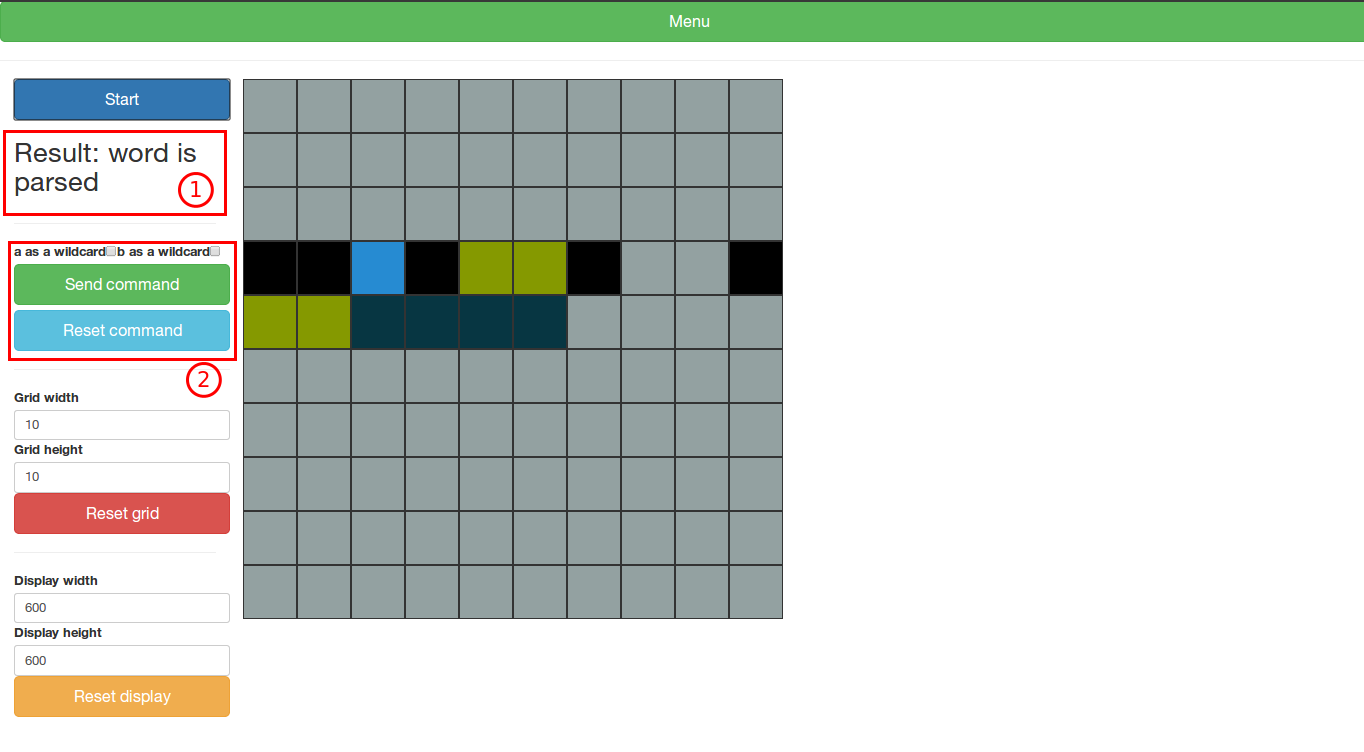 Menu
Start
Result: word is
parsed
1
a as a wildcard b as a wildcard
Send command
Reset command
2
Grid width
10
Grid height
10
Reset grid
Display width
600
Display height
600
Reset display